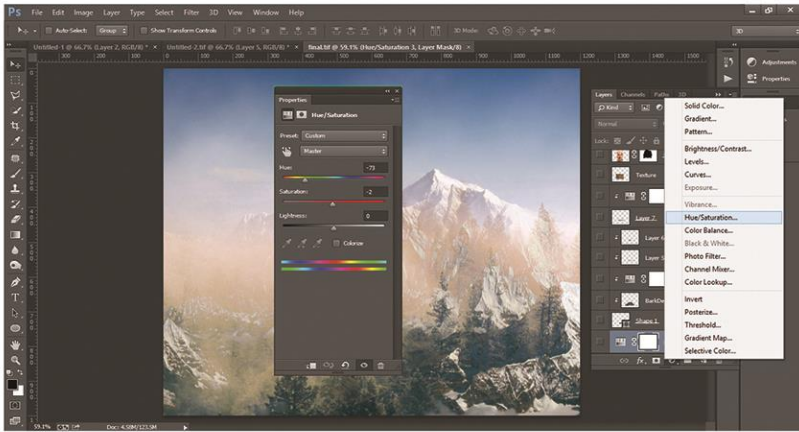 Ps File Edit Image Layer Type Select Filter 3D View Window Help
Auto-Select: Group Show Transform Controls 3D Mode: 3D
Untitled-1 @ 66.7% (Layer 2, RGB/8) * Untitled-2.tif @ 66.7% (Layer 5, RGB/8) * final.tif @ 59.1% (Hue/Saturation 3, Layer Mask/8) *
Properties
Hue/Saturation
Preset: Custom
Master
Hue: -73
Saturation: -2
Lightness: 0
Colorize
Adjustments
Properties
Layers Channels Paths 3D
Kind
Normal
Lock:
Texture
Layer 7
Layer
Layer
BarkDe
Shape 1
fx
Solid Color...
Gradient...
Pattern...
Brightness/Contrast...
Levels...
Curves...
Exposure...
Vibrance...
Hue/Saturation...
Color Balance...
Black & White...
Photo Filter...
Channel Mixer...
Color Lookup...
Invert
Posterize...
Threshold...
Gradient Map...
Selective Color...
59.1% Doc: 4.58M/123.5M